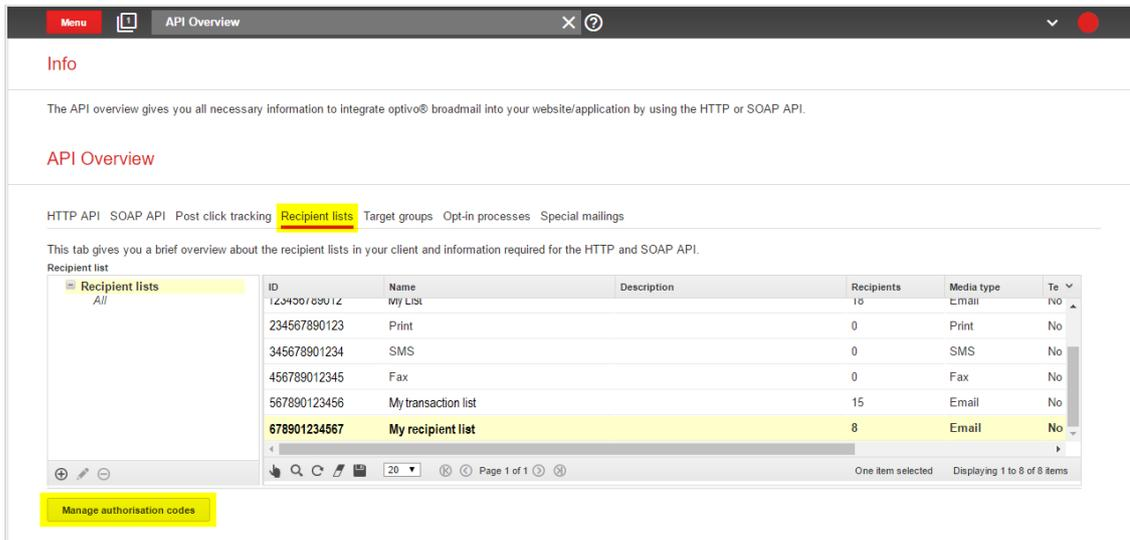 Menu 1 API Overview
Info
The API overview gives you all necessary information to integrate optivo® broadmail into your website/application by using the HTTP or SOAP API.
API Overview
HTTP API SOAP API Post click tracking Recipient lists Target groups Opt-in processes Special mailings
This tab gives you a brief overview about the recipient lists in your client and information required for the HTTP and SOAP API.
Recipient list
Recipient lists
All
ID Name Description Recipients Media type Te
123456789012 My List 18 Email No
234567890123 Print 0 Print No
345678901234 SMS 0 SMS No
456789012345 Fax 0 Fax No
567890123456 My transaction list 15 Email No
678901234567 My recipient list 8 Email No
20 Page 1 of 1 One item selected Displaying 1 to 8 of 8 items
Manage authorisation codes